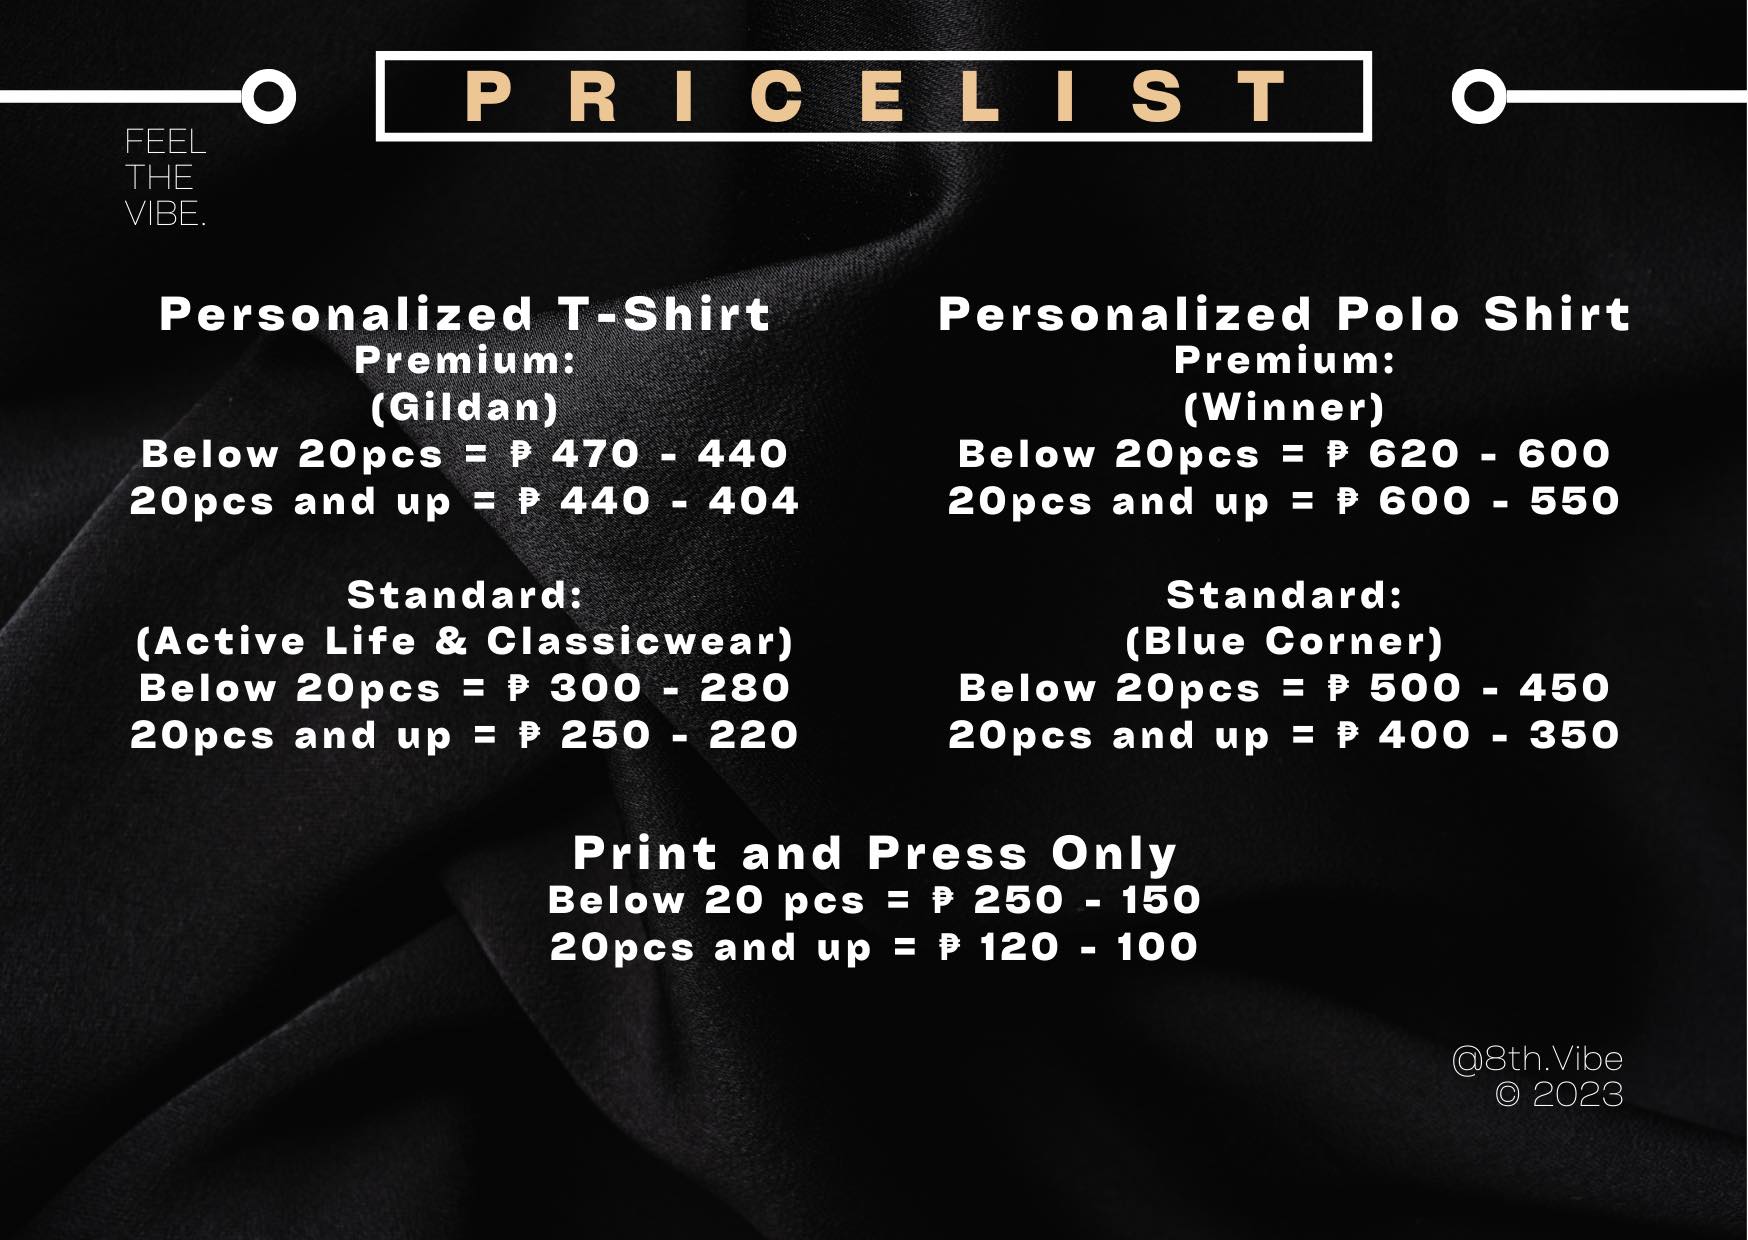 PRICELIST
FEEL
THE
VIBE.
Personalized T-Shirt
Premium:
(Gildan)
Below 20pcs = ₱ 470 - 440
20pcs and up = ₱ 440 - 404
Standard:
(Active Life & Classicwear)
Below 20pcs = ₱ 300 - 280
20pcs and up = ₱ 250 - 220
Personalized Polo Shirt
Premium:
(Winner)
Below 20pcs = ₱ 620 - 600
20pcs and up = ₱ 600 - 550
Standard:
(Blue Corner)
Below 20pcs = ₱ 500 - 450
20pcs and up = ₱ 400 - 350
Print and Press Only
Below 20 pcs = ₱ 250 - 150
20pcs and up = ₱ 120 - 100
@8th.Vibe
© 2023